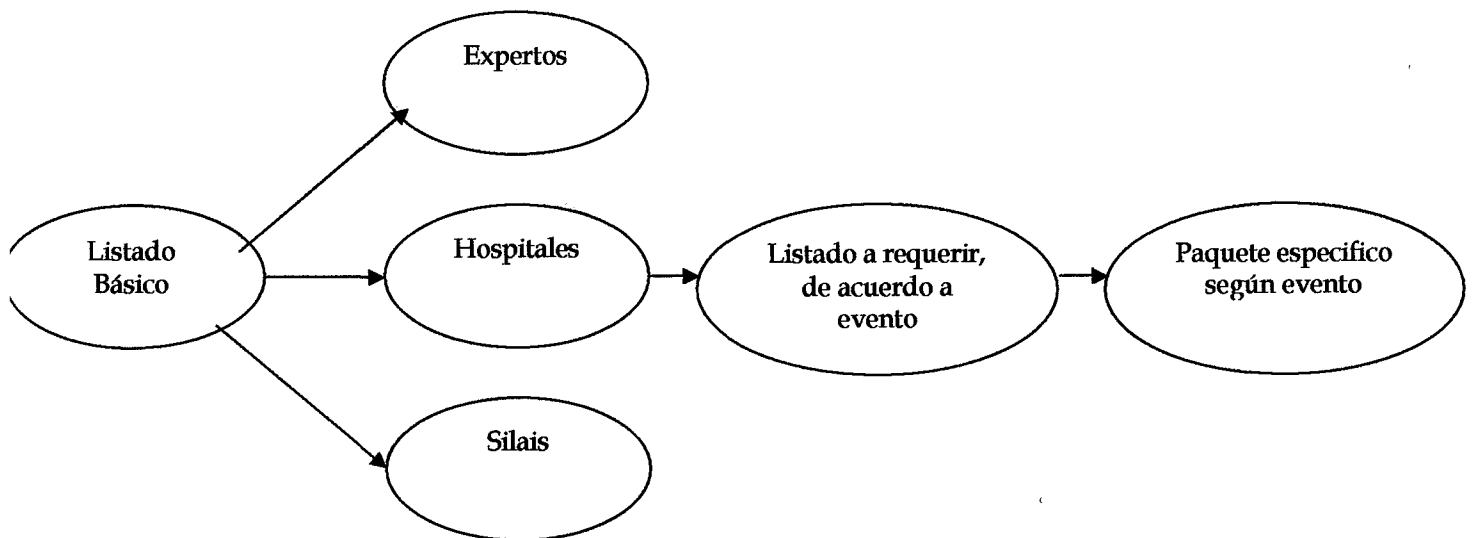 Expertos
Listado
Básico
Hospitales
Listado a requerir,
de acuerdo a
evento
Paquete específico
según evento
Silais